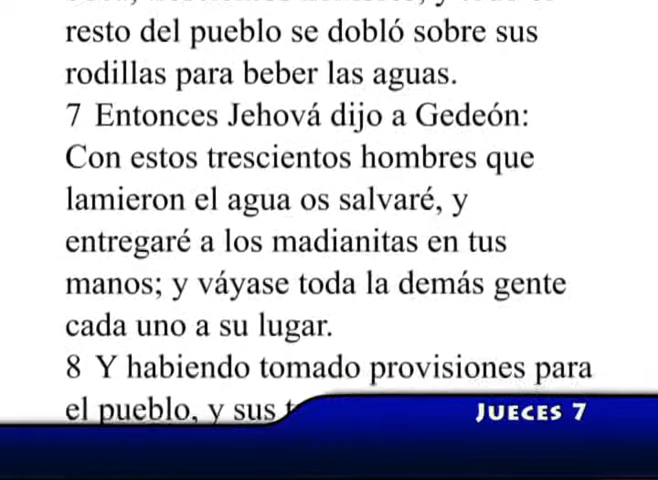 resto del pueblo se dobló sobre sus
rodillas para beber las aguas.
7 Entonces Jehová dijo a Gedeón:
Con estos trescientos hombres que
lamieron el agua os salvaré, y
entregaré a los madianitas en tus
manos; y váyase toda la demás gente
cada uno a su lugar.
8 Y habiendo tomado provisiones para
el pueblo, y sus
JUECES 7